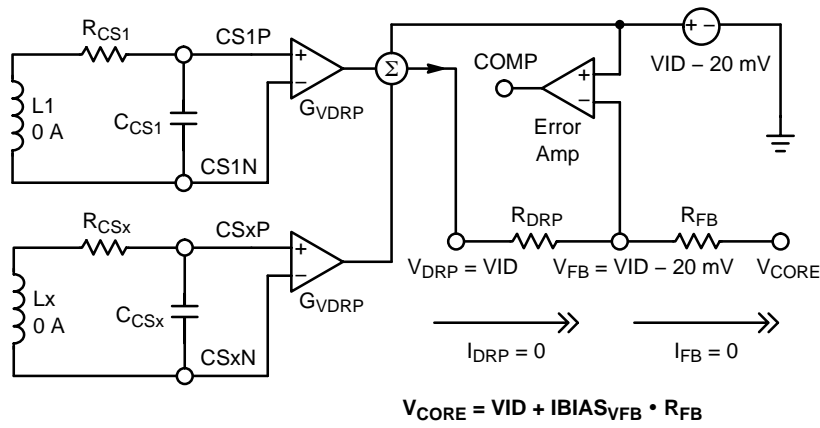 R_CS1
CS1P
+
−
G_VDRP
L1
0 A
C_CS1
CS1N
Σ
COMP
+
−
Error
Amp
+ −
VID − 20 mV
R_CSx
CSxP
+
−
G_VDRP
Lx
0 A
C_CSx
CSxN
R_DRP
R_FB
V_DRP = VID
V_FB = VID − 20 mV
V_CORE
I_DRP = 0
I_FB = 0
V_CORE = VID + IBIAS_VFB • R_FB